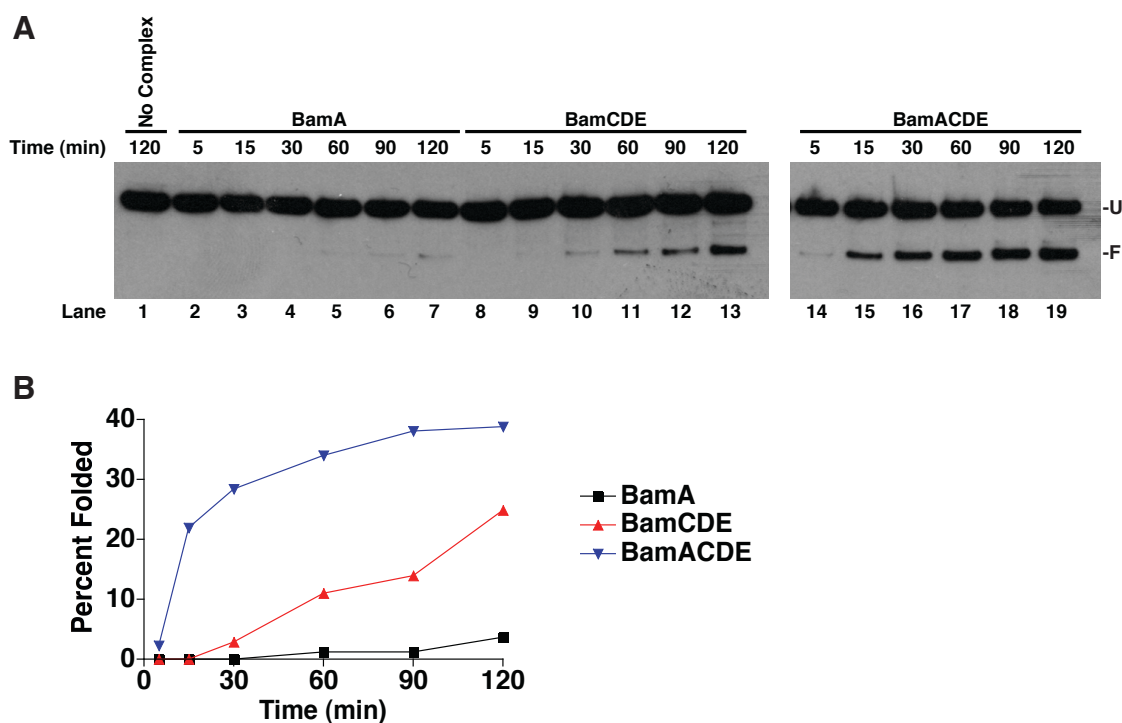 A
No Complex
BamA BamCDE BamACDE
Time (min) 120 5 15 30 60 90 120 5 15 30 60 90 120 5 15 30 60 90 120
-U
-F
Lane 1 2 3 4 5 6 7 8 9 10 11 12 13 14 15 16 17 18 19
B
40
30
20
10
0
Percent Folded
0 30 60 90 120
Time (min)
BamA
BamCDE
BamACDE